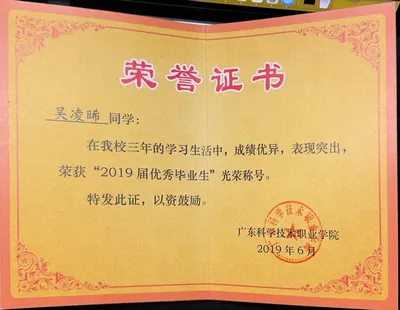 荣誉证书
吴凌晞同学:
在我校三年的学习生活中，成绩优异，表现突出，
荣获“2019届优秀毕业生”光荣称号。
特发此证，以资鼓励。
广东科学技术职业学院
2019年6月